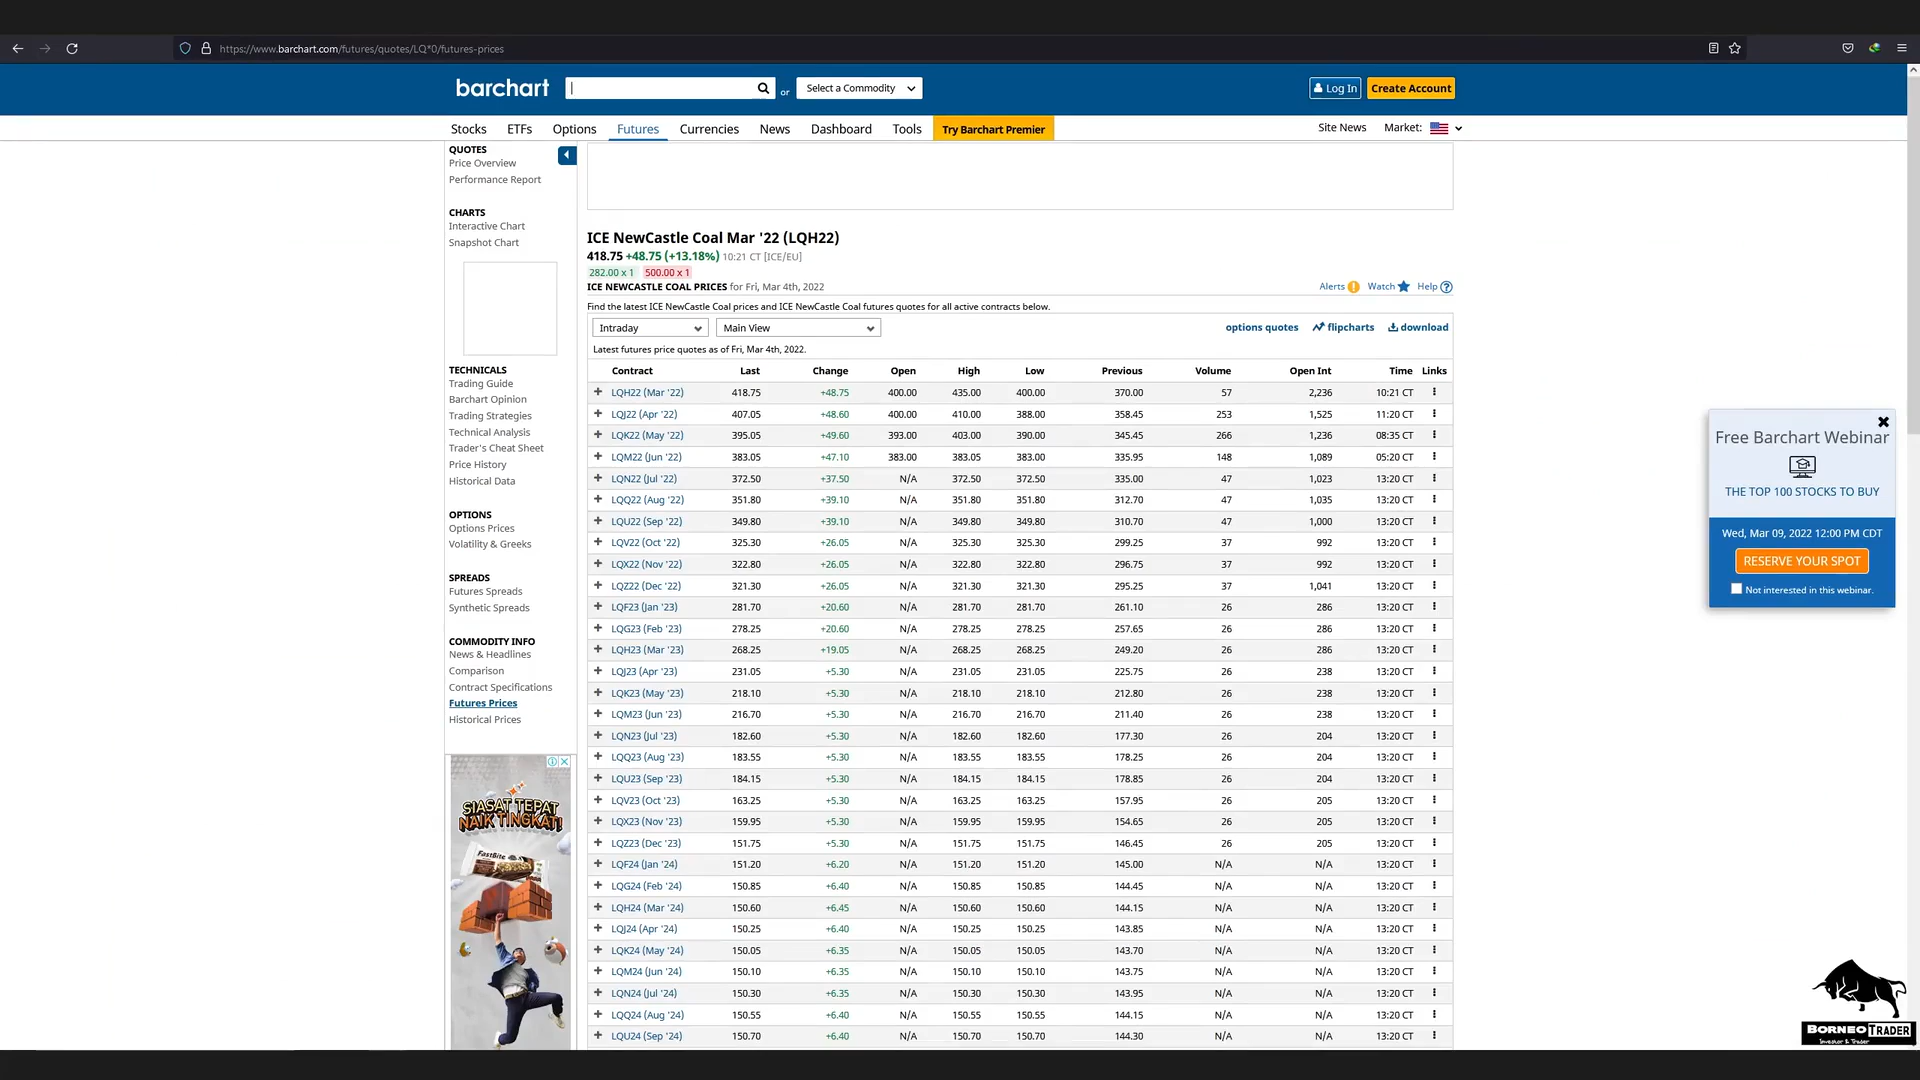 https://www.barchart.com/futures/quotes/LQ*0/futures-prices
barchart
or
Select a Commodity
Log In
Create Account
Stocks ETFs Options Futures Currencies News Dashboard Tools Try Barchart Premier
Site News Market:
QUOTES
Price Overview
Performance Report
CHARTS
Interactive Chart
Snapshot Chart
TECHNICALS
Trading Guide
Barchart Opinion
Trading Strategies
Technical Analysis
Trader's Cheat Sheet
Price History
Historical Data
OPTIONS
Options Prices
Volatility & Greeks
SPREADS
Futures Spreads
Synthetic Spreads
COMMODITY INFO
News & Headlines
Comparison
Contract Specifications
Futures Prices
Historical Prices
SIASAT TEPAT
NAIK TINGKAT!
FastBite
ICE NewCastle Coal Mar '22 (LQH22)
418.75 +48.75 (+13.18%) 10:21 CT [ICE/EU]
282.00 x 1 500.00 x 1
ICE NEWCASTLE COAL PRICES for Fri, Mar 4th, 2022
Alerts Watch Help
Find the latest ICE NewCastle Coal prices and ICE NewCastle Coal futures quotes for all active contracts below.
Intraday Main View
options quotes flipcharts download
Latest futures price quotes as of Fri, Mar 4th, 2022.
Contract Last Change Open High Low Previous Volume Open Int Time Links
LQH22 (Mar '22) 418.75 +48.75 400.00 435.00 400.00 370.00 57 2,236 10:21 CT
LQJ22 (Apr '22) 407.05 +48.60 400.00 410.00 388.00 358.45 253 1,525 11:20 CT
LQK22 (May '22) 395.05 +49.60 393.00 403.00 390.00 345.45 266 1,236 08:35 CT
LQM22 (Jun '22) 383.05 +47.10 383.00 383.05 383.00 335.95 148 1,089 05:20 CT
LQN22 (Jul '22) 372.50 +37.50 N/A 372.50 372.50 335.00 47 1,023 13:20 CT
LQQ22 (Aug '22) 351.80 +39.10 N/A 351.80 351.80 312.70 47 1,035 13:20 CT
LQU22 (Sep '22) 349.80 +39.10 N/A 349.80 349.80 310.70 47 1,000 13:20 CT
LQV22 (Oct '22) 325.30 +26.05 N/A 325.30 325.30 299.25 37 992 13:20 CT
LQX22 (Nov '22) 322.80 +26.05 N/A 322.80 322.80 296.75 37 992 13:20 CT
LQZ22 (Dec '22) 321.30 +26.05 N/A 321.30 321.30 295.25 37 1,041 13:20 CT
LQF23 (Jan '23) 281.70 +20.60 N/A 281.70 281.70 261.10 26 286 13:20 CT
LQG23 (Feb '23) 278.25 +20.60 N/A 278.25 278.25 257.65 26 286 13:20 CT
LQH23 (Mar '23) 268.25 +19.05 N/A 268.25 268.25 249.20 26 286 13:20 CT
LQJ23 (Apr '23) 231.05 +5.30 N/A 231.05 231.05 225.75 26 238 13:20 CT
LQK23 (May '23) 218.10 +5.30 N/A 218.10 218.10 212.80 26 238 13:20 CT
LQM23 (Jun '23) 216.70 +5.30 N/A 216.70 216.70 211.40 26 238 13:20 CT
LQN23 (Jul '23) 182.60 +5.30 N/A 182.60 182.60 177.30 26 204 13:20 CT
LQQ23 (Aug '23) 183.55 +5.30 N/A 183.55 183.55 178.25 26 204 13:20 CT
LQU23 (Sep '23) 184.15 +5.30 N/A 184.15 184.15 178.85 26 204 13:20 CT
LQV23 (Oct '23) 163.25 +5.30 N/A 163.25 163.25 157.95 26 205 13:20 CT
LQX23 (Nov '23) 159.95 +5.30 N/A 159.95 159.95 154.65 26 205 13:20 CT
LQZ23 (Dec '23) 151.75 +5.30 N/A 151.75 151.75 146.45 26 205 13:20 CT
LQF24 (Jan '24) 151.20 +6.20 N/A 151.20 151.20 145.00 N/A N/A 13:20 CT
LQG24 (Feb '24) 150.85 +6.40 N/A 150.85 150.85 144.45 N/A N/A 13:20 CT
LQH24 (Mar '24) 150.60 +6.45 N/A 150.60 150.60 144.15 N/A N/A 13:20 CT
LQJ24 (Apr '24) 150.25 +6.40 N/A 150.25 150.25 143.85 N/A N/A 13:20 CT
LQK24 (May '24) 150.05 +6.35 N/A 150.05 150.05 143.70 N/A N/A 13:20 CT
LQM24 (Jun '24) 150.10 +6.35 N/A 150.10 150.10 143.75 N/A N/A 13:20 CT
LQN24 (Jul '24) 150.30 +6.35 N/A 150.30 150.30 143.95 N/A N/A 13:20 CT
LQQ24 (Aug '24) 150.55 +6.40 N/A 150.55 150.55 144.15 N/A N/A 13:20 CT
LQU24 (Sep '24) 150.70 +6.40 N/A 150.70 150.70 144.30 N/A N/A 13:20 CT
Free Barchart Webinar
THE TOP 100 STOCKS TO BUY
Wed, Mar 09, 2022 12:00 PM CDT
RESERVE YOUR SPOT
Not interested in this webinar.
BORNEO TRADER
Investor & Trader